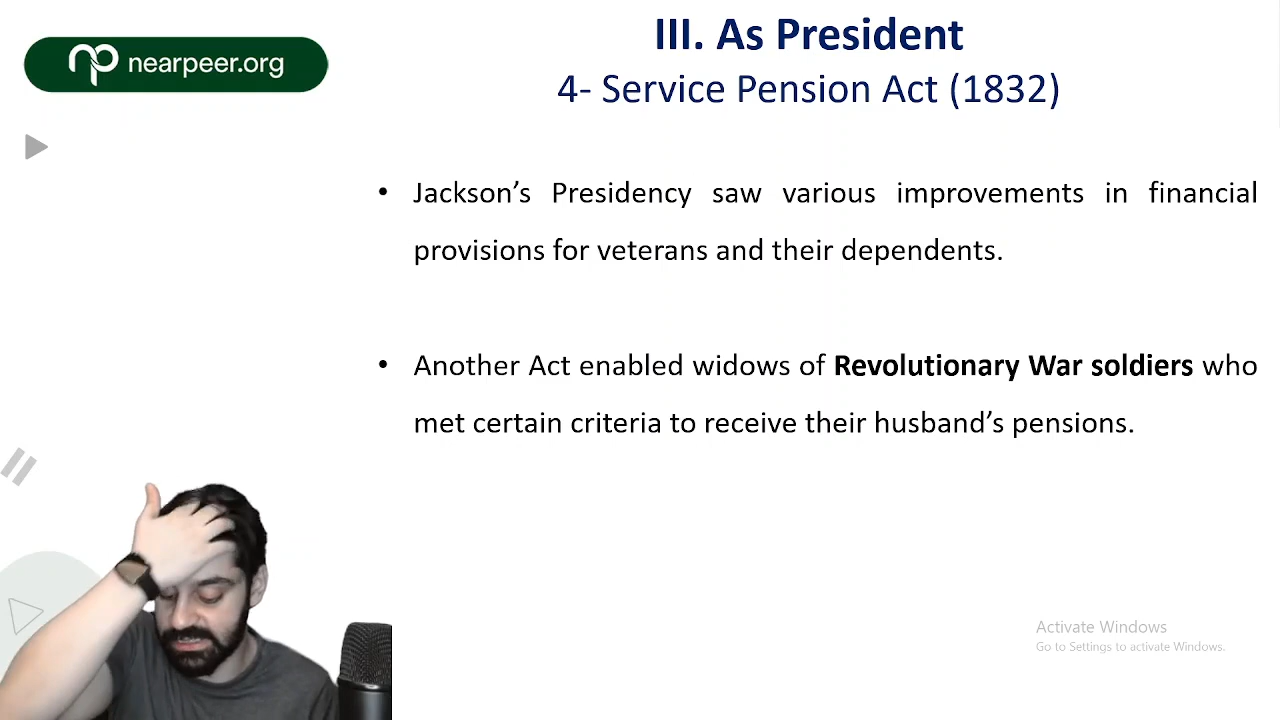 nearpeer.org
III. As President
4- Service Pension Act (1832)
• Jackson’s Presidency saw various improvements in financial
provisions for veterans and their dependents.
• Another Act enabled widows of Revolutionary War soldiers who
met certain criteria to receive their husband’s pensions.
Activate Windows
Go to Settings to activate Windows.